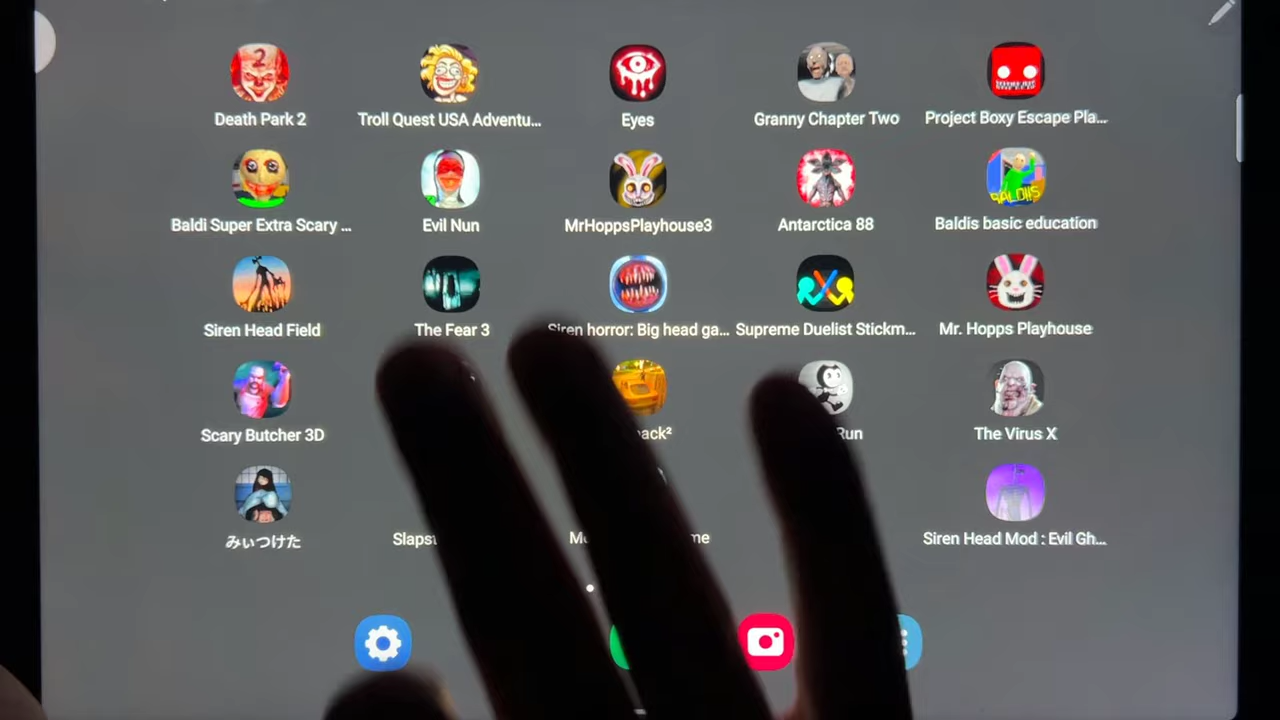 Death Park 2
Troll Quest USA Adventu...
Eyes
Granny Chapter Two
Project Boxy Escape Pla...
Baldi Super Extra Scary ...
Evil Nun
MrHoppsPlayhouse3
Antarctica 88
Baldis basic education
Siren Head Field
The Fear 3
Siren horror: Big head ga...
Supreme Duelist Stickm...
Mr. Hopps Playhouse
Scary Butcher 3D
Run
The Virus X
みぃつけた
Siren Head Mod : Evil Gh...